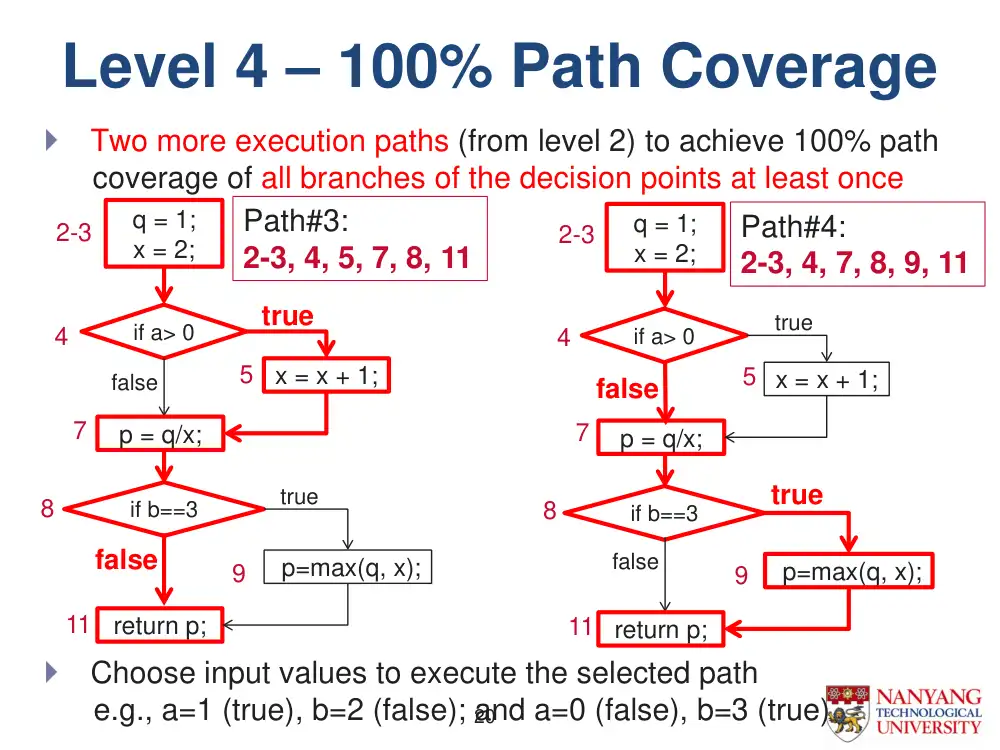 Level 4 – 100% Path Coverage
Two more execution paths (from level 2) to achieve 100% path
coverage of all branches of the decision points at least once
2-3
q = 1;
x = 2;
Path#3:
2-3, 4, 5, 7, 8, 11
4
if a> 0
true
false
5
x = x + 1;
7
p = q/x;
8
if b==3
true
false
9
p=max(q, x);
11
return p;
2-3
q = 1;
x = 2;
Path#4:
2-3, 4, 7, 8, 9, 11
4
if a> 0
true
false
5
x = x + 1;
7
p = q/x;
8
if b==3
true
false
9
p=max(q, x);
11
return p;
Choose input values to execute the selected path
e.g., a=1 (true), b=2 (false); and a=0 (false), b=3 (true)
20
NANYANG
TECHNOLOGICAL
UNIVERSITY